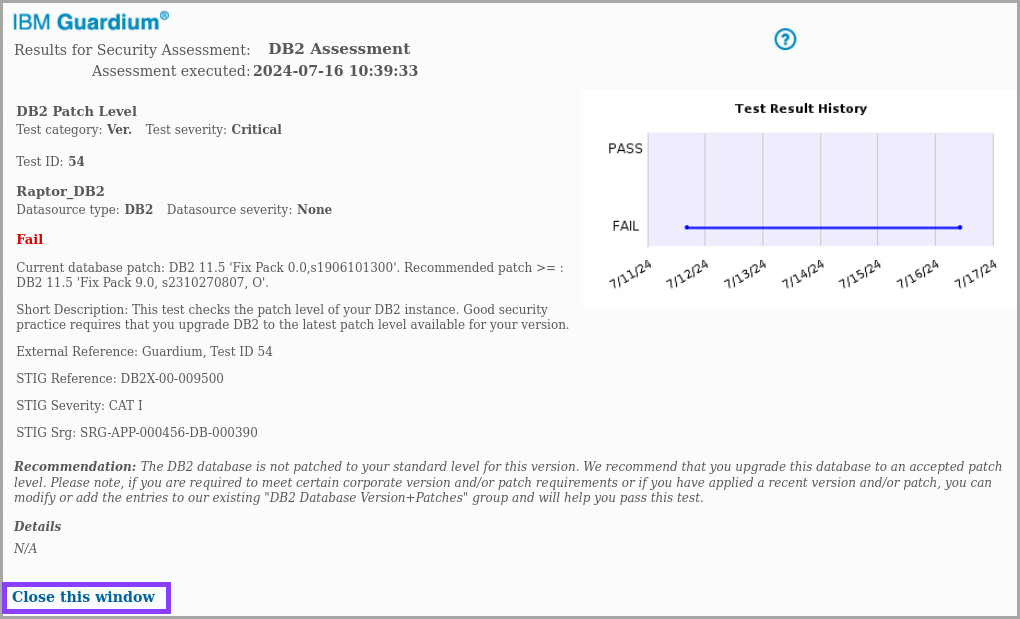 IBM Guardium®
Results for Security Assessment: DB2 Assessment
Assessment executed: 2024-07-16 10:39:33
?
DB2 Patch Level
Test category: Ver. Test severity: Critical
Test ID: 54
Raptor_DB2
Datasource type: DB2 Datasource severity: None
Fail
Current database patch: DB2 11.5 'Fix Pack 0.0,s1906101300'. Recommended patch >= :
DB2 11.5 'Fix Pack 9.0, s2310270807, O'.
Short Description: This test checks the patch level of your DB2 instance. Good security
practice requires that you upgrade DB2 to the latest patch level available for your version.
External Reference: Guardium, Test ID 54
STIG Reference: DB2X-00-009500
STIG Severity: CAT I
STIG Srg: SRG-APP-000456-DB-000390
Test Result History
PASS
FAIL
7/11/24 7/12/24 7/13/24 7/14/24 7/15/24 7/16/24 7/17/24
Recommendation: The DB2 database is not patched to your standard level for this version. We recommend that you upgrade this database to an accepted patch
level. Please note, if you are required to meet certain corporate version and/or patch requirements or if you have applied a recent version and/or patch, you can
modify or add the entries to our existing "DB2 Database Version+Patches" group and will help you pass this test.
Details
N/A
Close this window